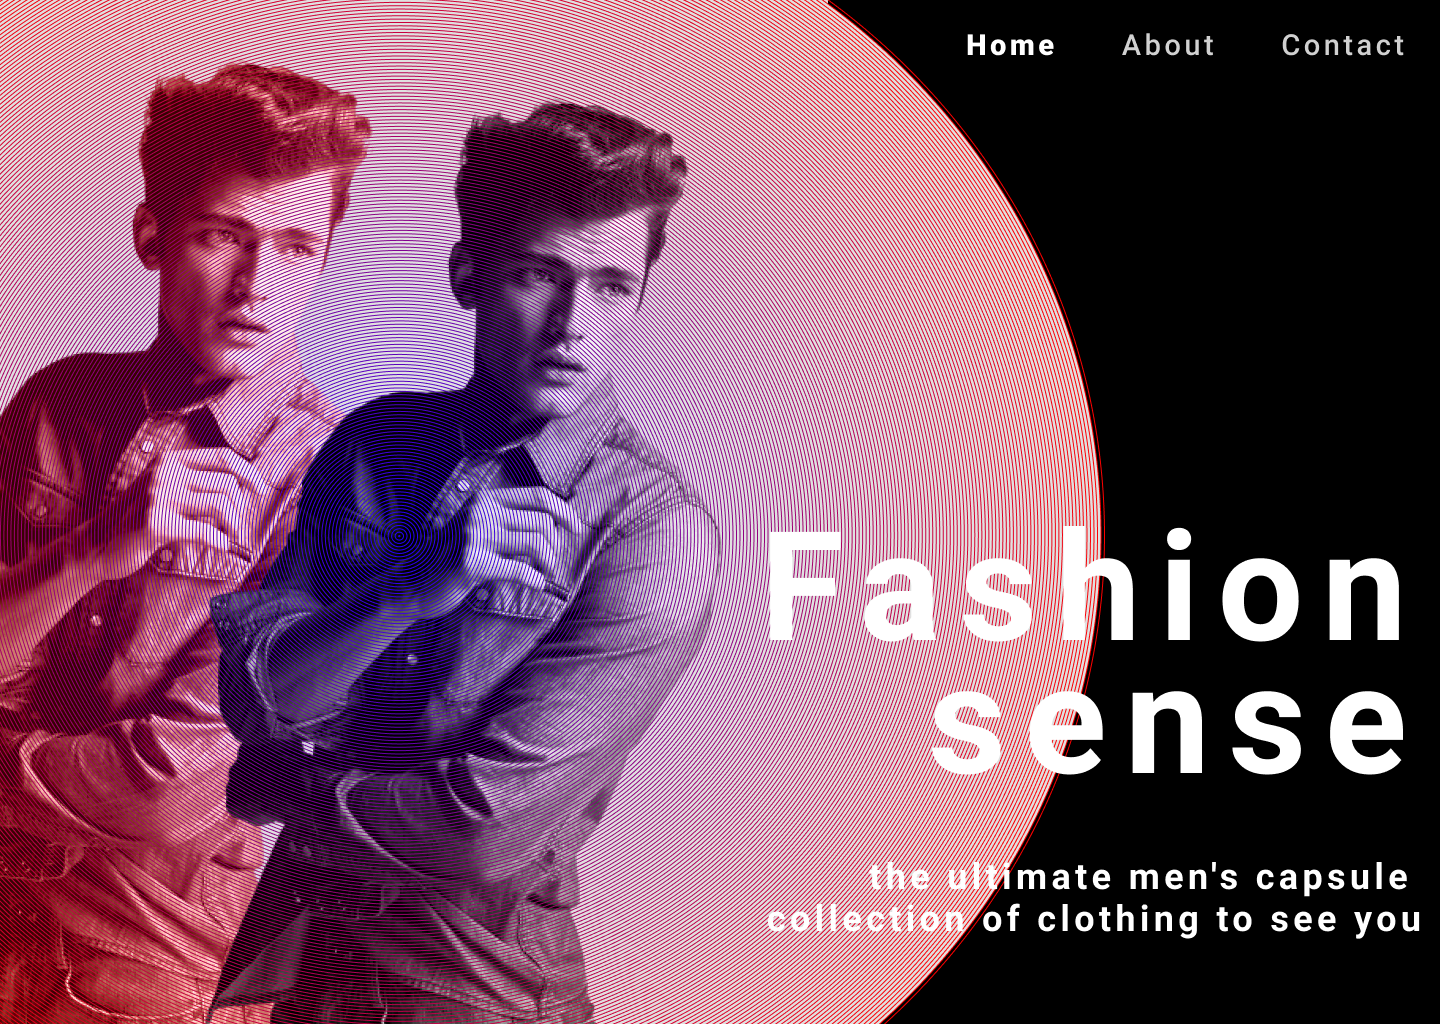 Home About Contact
Fashion
sense
the ultimate men's capsule
collection of clothing to see you